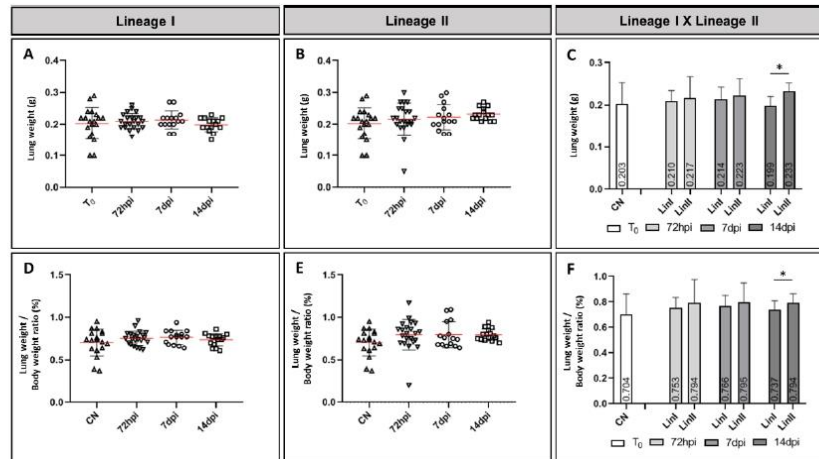 Lineage I
Lineage II
Lineage I X Lineage II
A
Lung weight (g)
0.4
0.3
0.2
0.1
0.0
T0
72hpi
7dpi
14dpi
B
Lung weight (g)
0.4
0.3
0.2
0.1
0.0
T0
72hpi
7dpi
14dpi
C
Lung weight (g)
0.3
0.2
0.1
0.0
*
0.203
0.210
0.217
0.214
0.223
0.199
0.233
CN
LinI
LinII
LinI
LinII
LinI
LinII
T0
72hpi
7dpi
14dpi
D
Lung weight /
Body weight ratio (%)
1.5
1.0
0.5
0.0
CN
72hpi
7dpi
14dpi
E
Lung weight /
Body weight ratio (%)
1.5
1.0
0.5
0.0
CN
72hpi
7dpi
14dpi
F
Lung weight /
Body weight ratio (%)
1.0
0.8
0.6
0.4
0.2
0.0
*
0.704
0.753
0.794
0.766
0.795
0.737
0.794
CN
LinI
LinII
LinI
LinII
LinI
LinII
T0
72hpi
7dpi
14dpi